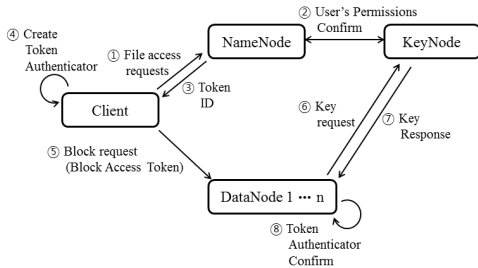 ④ Create
Token
Authenticator
① File access
requests
② User's Permissions
Confirm
NameNode
KeyNode
③ Token
ID
Client
⑤ Block request
(Block Access Token)
⑥ Key
request
⑦ Key
Response
DataNode 1 ··· n
⑧ Token
Authenticator
Confirm